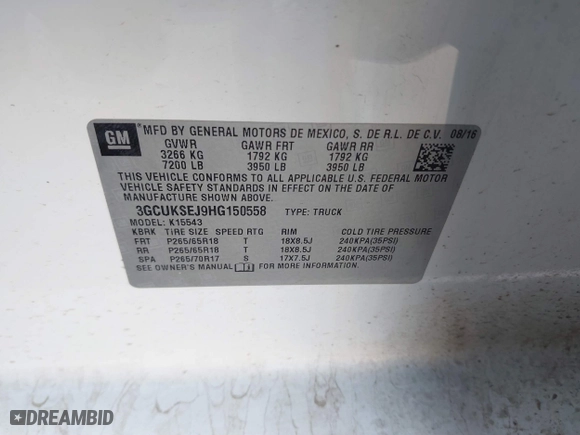 GM
MFD BY GENERAL MOTORS DE MEXICO, S. DE R.L. DE C.V. 08/16
GVWR GAWR FRT GAWR RR
3266 KG 1792 KG 1792 KG
7200 LB 3950 LB 3950 LB
THIS VEHICLE CONFORMS TO ALL APPLICABLE U.S. FEDERAL MOTOR
VEHICLE SAFETY STANDARDS IN EFFECT ON THE DATE OF
MANUFACTURE SHOWN ABOVE.
3GCUKSEJ9HG150558 TYPE: TRUCK
MODEL: K15543
KBRK TIRE SIZE SPEED RTG RIM COLD TIRE PRESSURE
FRT P265/65R18 T 18X8.5J 240KPA(35PSI)
RR P265/65R18 T 18X8.5J 240KPA(35PSI)
SPA P265/70R17 S 17X7.5J 240KPA(35PSI)
SEE OWNER'S MANUAL FOR MORE INFORMATION.
DREAMBID